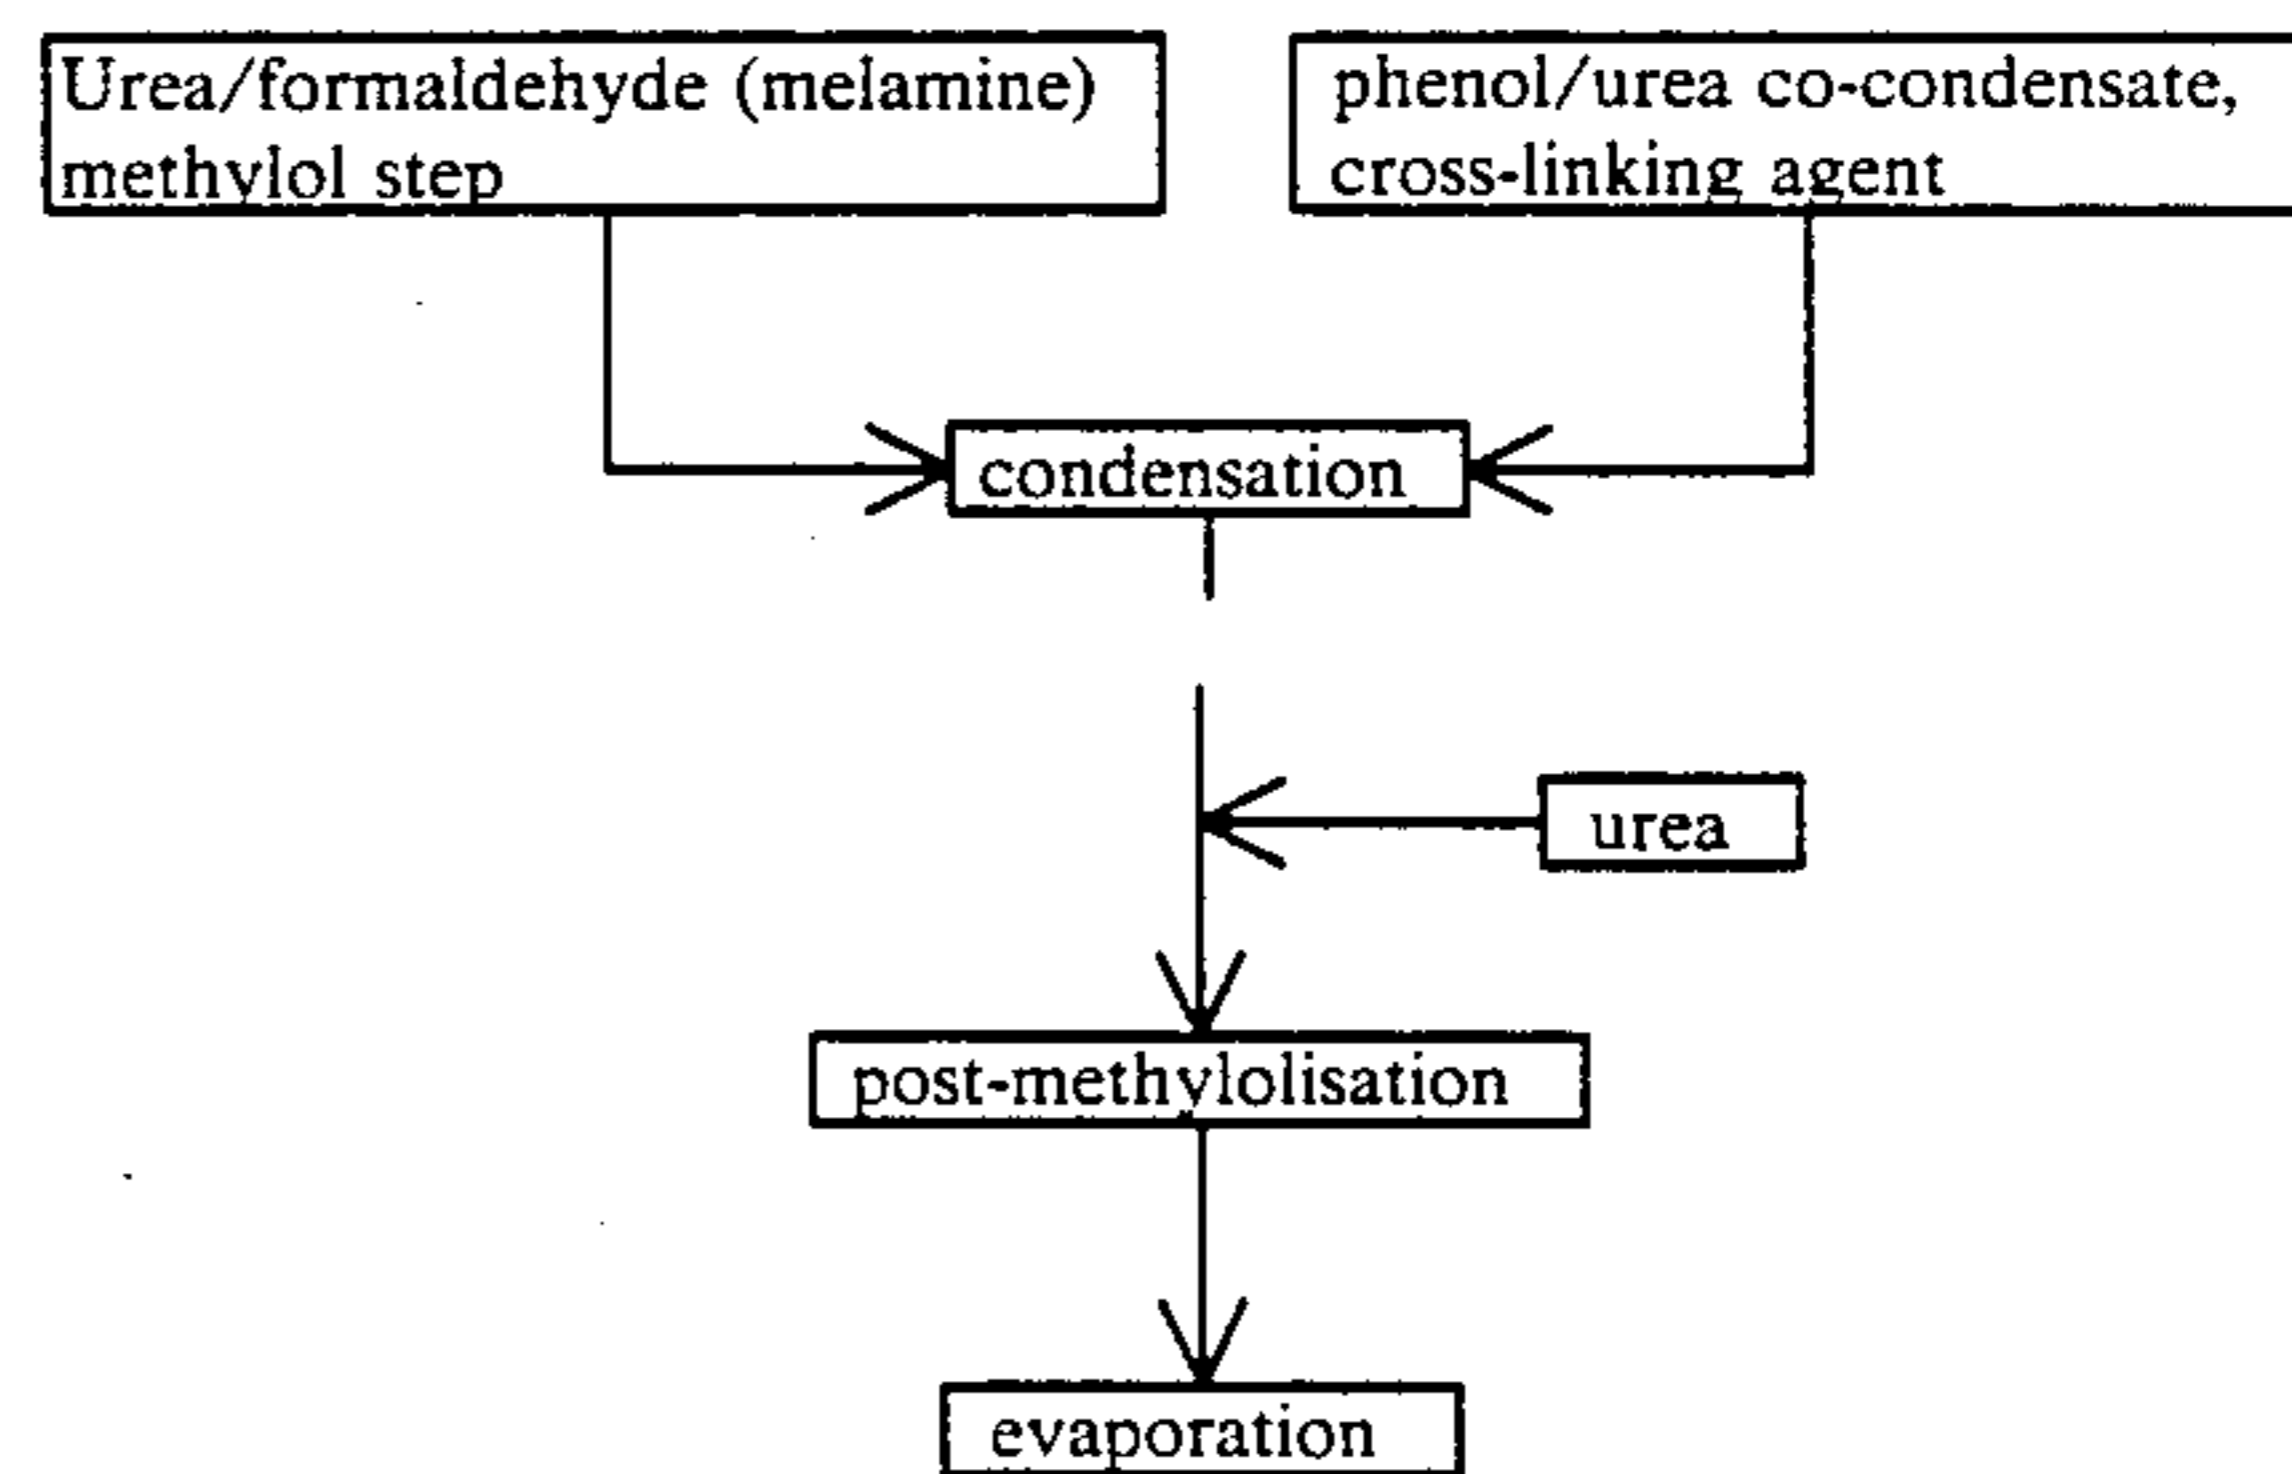 Urea/formaldehyde (melamine)
methylol step
phenol/urea co-condensate,
cross-linking agent
condensation
urea
post-methylolisation
evaporation